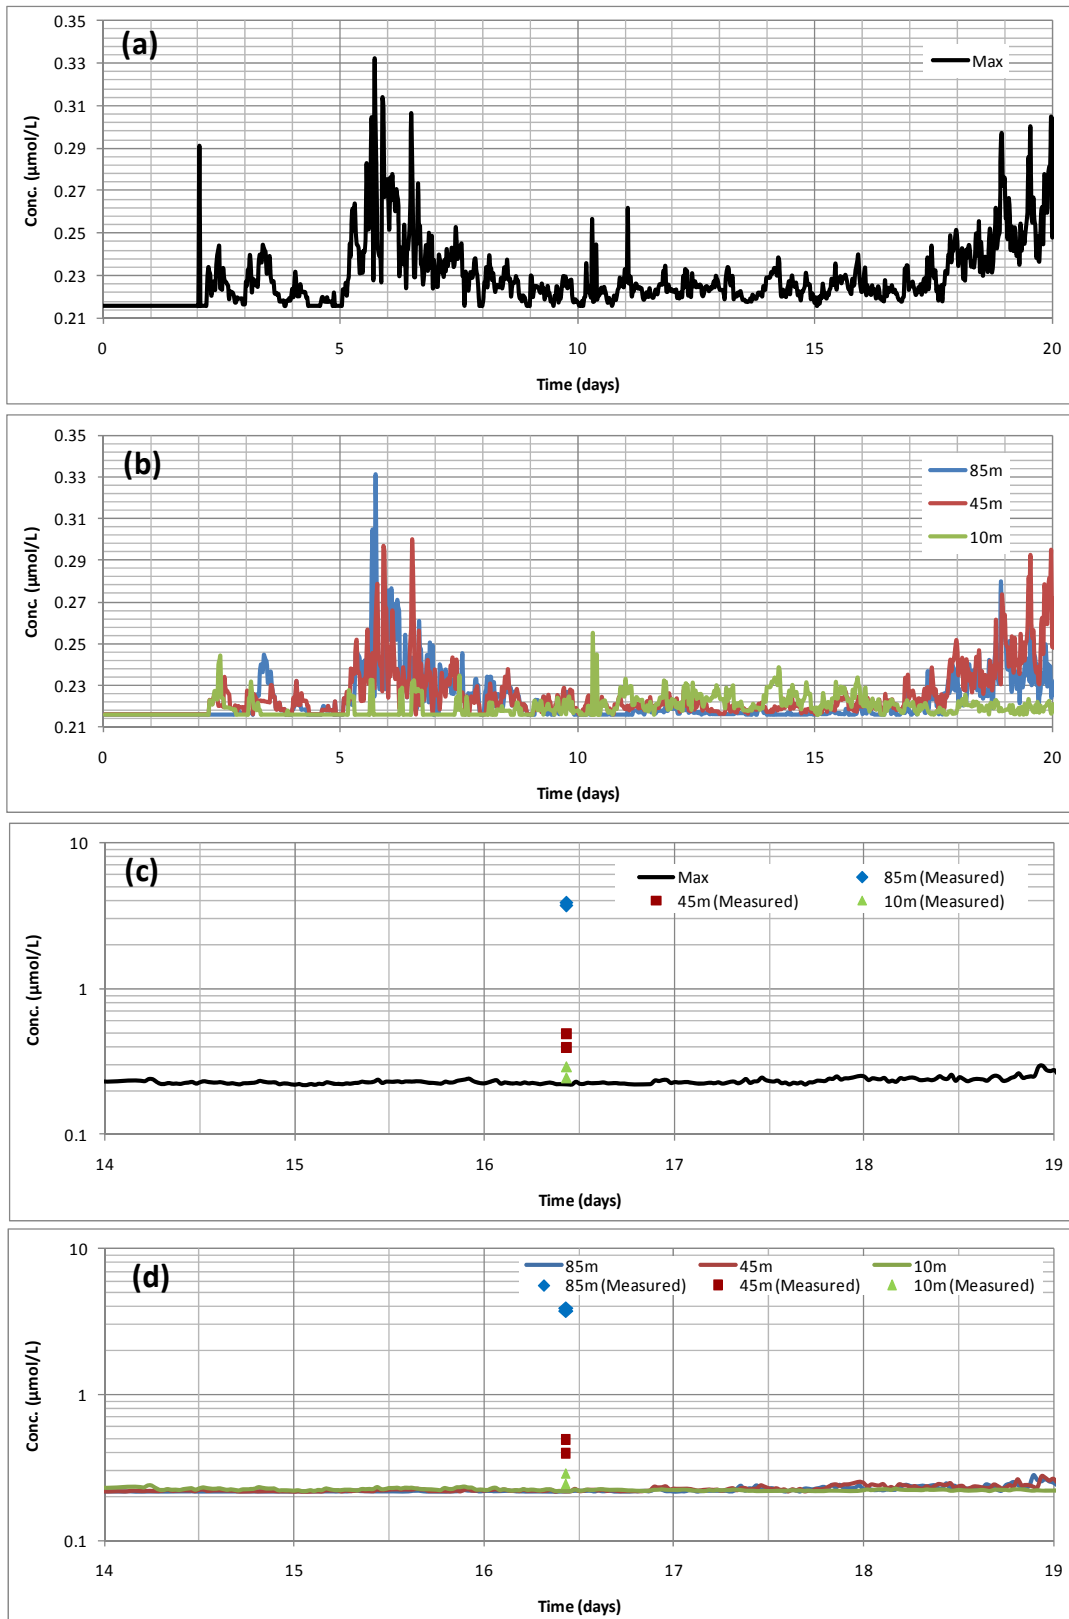 (a)
Conc. (µmol/L)
0.35
0.33
0.31
0.29
0.27
0.25
0.23
0.21
Max
0 5 10 15 20
Time (days)
(b)
Conc. (µmol/L)
0.35
0.33
0.31
0.29
0.27
0.25
0.23
0.21
85m
45m
10m
0 5 10 15 20
Time (days)
(c)
Conc. (µmol/L)
10
1
0.1
Max 85m (Measured)
45m (Measured) 10m (Measured)
14 15 16 17 18 19
Time (days)
(d)
Conc. (µmol/L)
10
1
0.1
85m 45m 10m
85m (Measured) 45m (Measured) 10m (Measured)
14 15 16 17 18 19
Time (days)